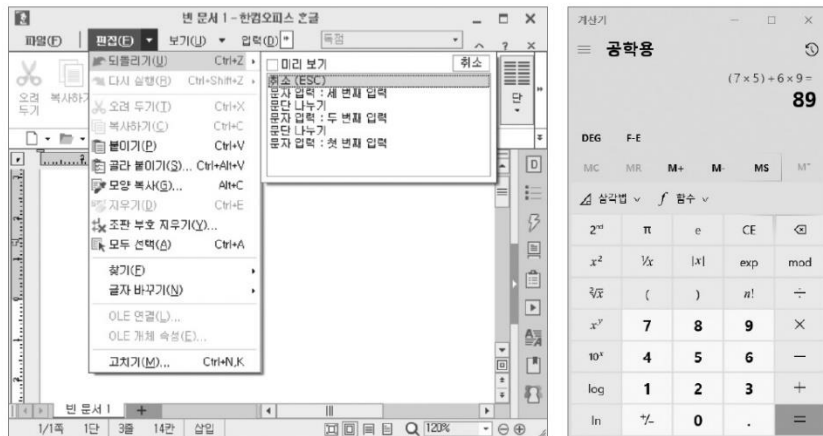 빈 문서 1 - 한컴오피스 한글
파일(F) 편집(E) 보기(U) 입력(D)
되돌리기(U) Ctrl+Z
다시 실행(R) Ctrl+Shift+Z
오려 두기(T) Ctrl+X
복사하기(C) Ctrl+C
붙이기(P) Ctrl+V
골라 붙이기(S)... Ctrl+Alt+V
모양 복사(G)... Alt+C
지우기(D) Ctrl+E
조판 부호 지우기(Y)...
모두 선택(A) Ctrl+A
찾기(F)
글자 바꾸기(N)
OLE 연결(L)...
OLE 개체 속성(E)...
고치기(M)... Ctrl+N,K
미리 보기 취소
취소 (ESC)
문자 입력 : 세 번째 입력
문단 나누기
문자 입력 : 두 번째 입력
문단 나누기
문자 입력 : 첫 번째 입력
오려
두기
복사하기
단
빈 문서 1
1/1쪽 1단 3줄 14칸 삽입 120%
계산기
공학용
(7×5)+6×9=
89
DEG F-E
MC MR M+ M- MS M˅
삼각법 f 함수
2ⁿᵈ π e CE
x² ¹/x |x| exp mod
²√x ( ) n! ÷
xʸ 7 8 9 ×
10ˣ 4 5 6 −
log 1 2 3 +
ln +/- 0 . =